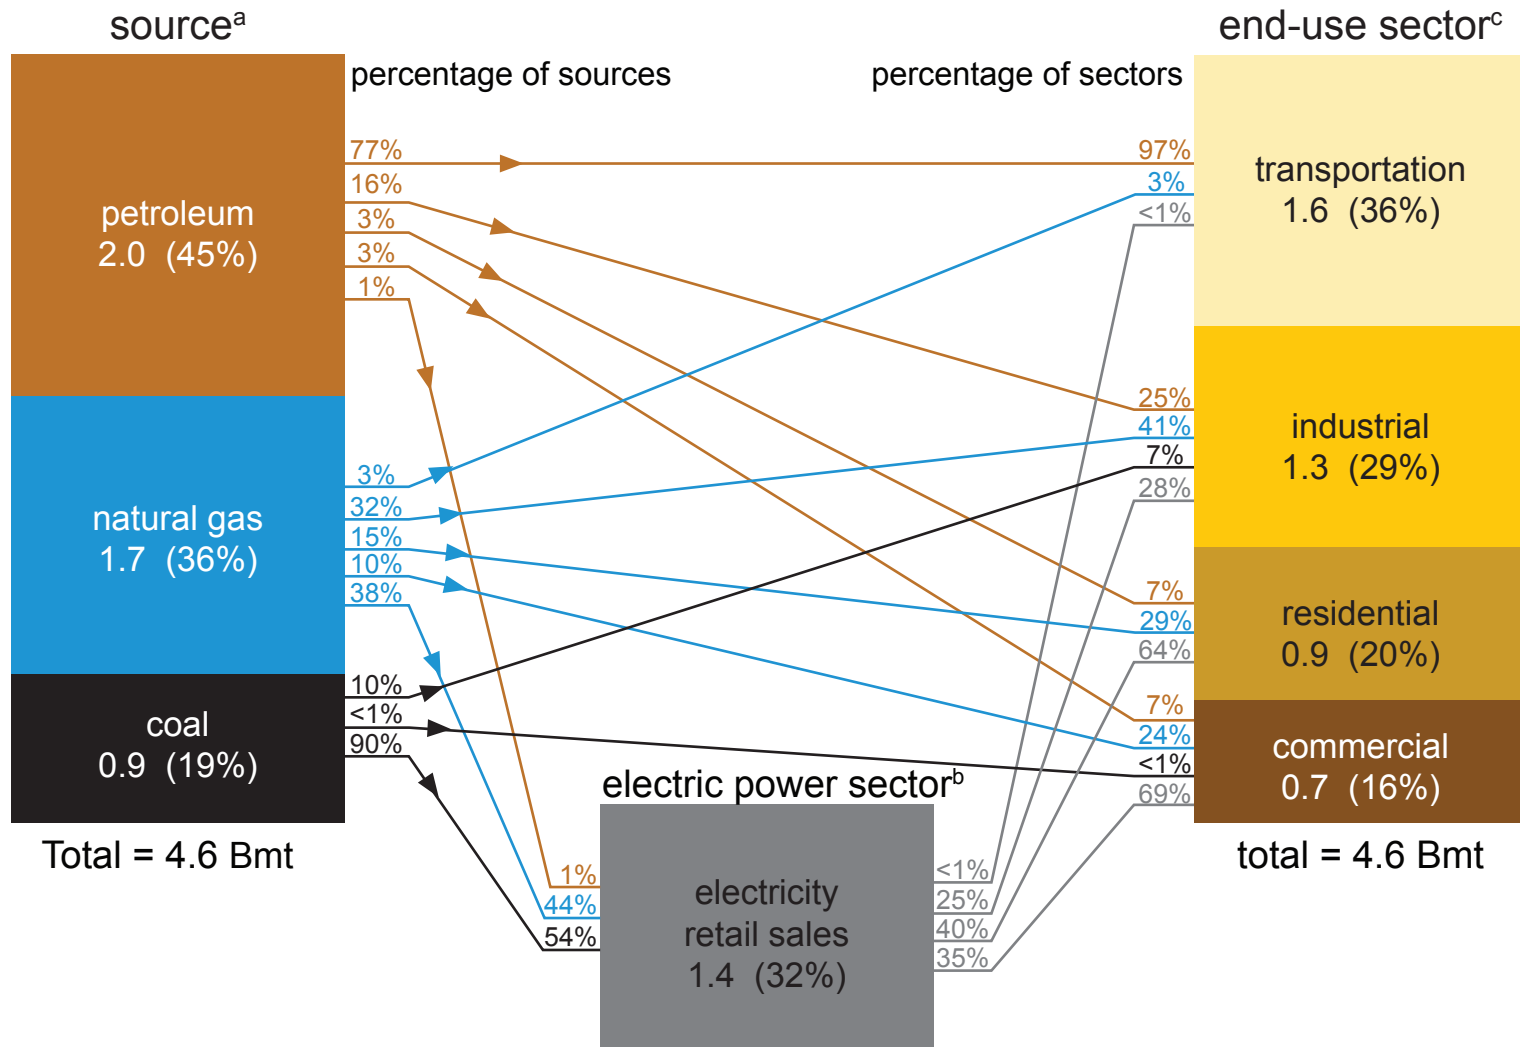 sourceᵃ
percentage of sources
petroleum
2.0 (45%)
77%
16%
3%
3%
1%
natural gas
1.7 (36%)
3%
32%
15%
10%
38%
coal
0.9 (19%)
10%
<1%
90%
Total = 4.6 Bmt
electric power sectorᵇ
1%
44%
54%
electricity
retail sales
1.4 (32%)
<1%
25%
40%
35%
end-use sectorᶜ
percentage of sectors
97%
3%
<1%
transportation
1.6 (36%)
25%
41%
7%
28%
industrial
1.3 (29%)
7%
29%
64%
residential
0.9 (20%)
7%
24%
<1%
69%
commercial
0.7 (16%)
total = 4.6 Bmt